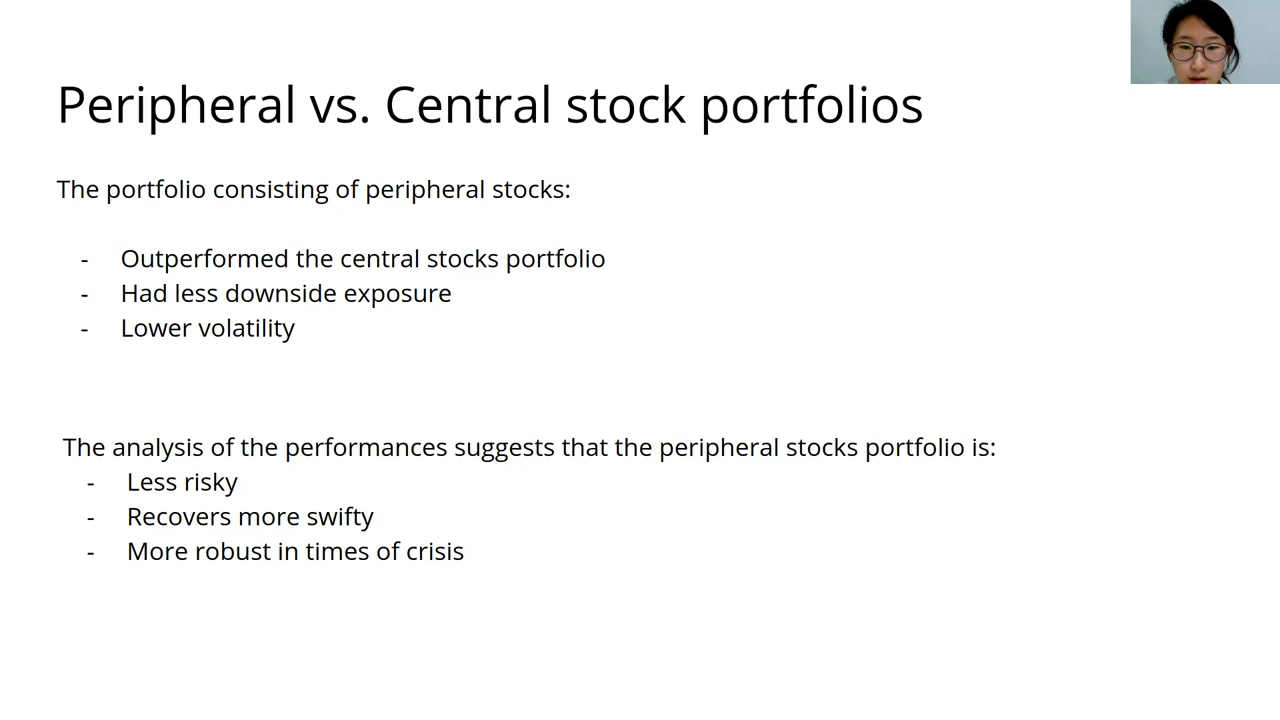 Peripheral vs. Central stock portfolios
The portfolio consisting of peripheral stocks:
- Outperformed the central stocks portfolio
- Had less downside exposure
- Lower volatility
The analysis of the performances suggests that the peripheral stocks portfolio is:
- Less risky
- Recovers more swifty
- More robust in times of crisis